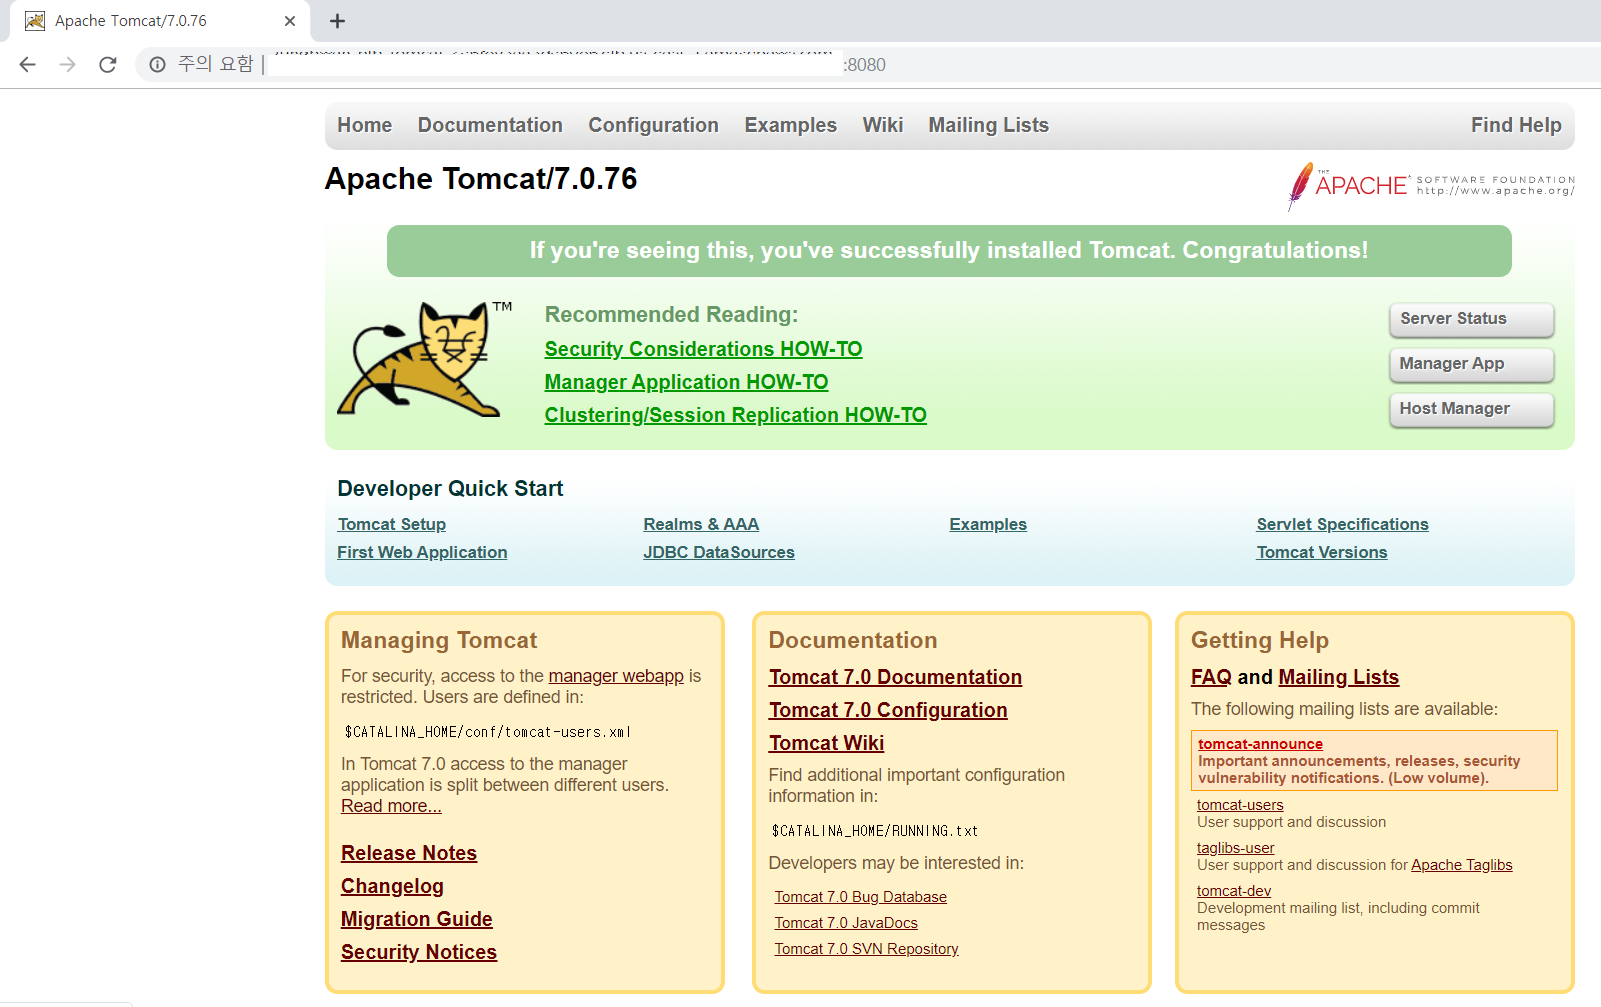 Apache Tomcat/7.0.76
주의 요함 | :8080
Home Documentation Configuration Examples Wiki Mailing Lists Find Help
Apache Tomcat/7.0.76
THE APACHE SOFTWARE FOUNDATION
http://www.apache.org/
If you're seeing this, you've successfully installed Tomcat. Congratulations!
TM
Recommended Reading:
Security Considerations HOW-TO
Manager Application HOW-TO
Clustering/Session Replication HOW-TO
Server Status
Manager App
Host Manager
Developer Quick Start
Tomcat Setup
First Web Application
Realms & AAA
JDBC DataSources
Examples
Servlet Specifications
Tomcat Versions
Managing Tomcat
For security, access to the manager webapp is
restricted. Users are defined in:
$CATALINA_HOME/conf/tomcat-users.xml
In Tomcat 7.0 access to the manager
application is split between different users.
Read more...
Release Notes
Changelog
Migration Guide
Security Notices
Documentation
Tomcat 7.0 Documentation
Tomcat 7.0 Configuration
Tomcat Wiki
Find additional important configuration
information in:
$CATALINA_HOME/RUNNING.txt
Developers may be interested in:
Tomcat 7.0 Bug Database
Tomcat 7.0 JavaDocs
Tomcat 7.0 SVN Repository
Getting Help
FAQ and Mailing Lists
The following mailing lists are available:
tomcat-announce
Important announcements, releases, security
vulnerability notifications. (Low volume).
tomcat-users
User support and discussion
taglibs-user
User support and discussion for Apache Taglibs
tomcat-dev
Development mailing list, including commit
messages